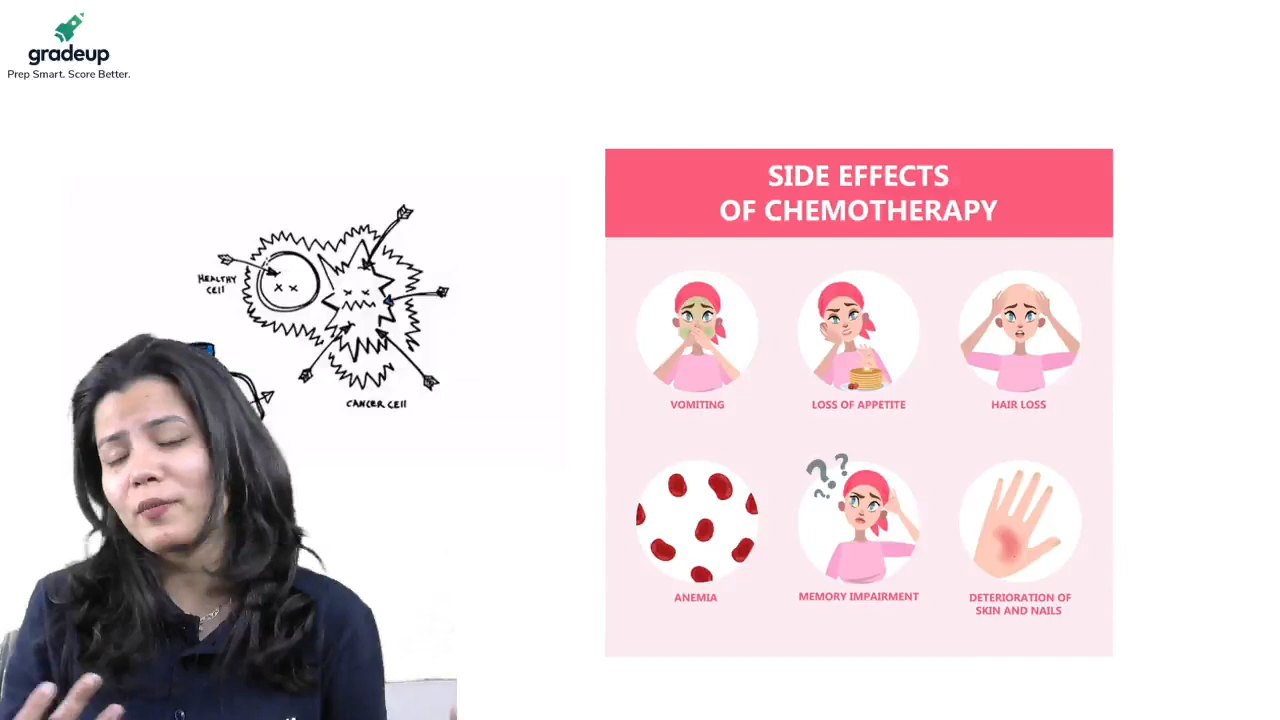 gradeup
Prep Smart. Score Better.
HEALTHY
CELL
CANCER CELL
SIDE EFFECTS
OF CHEMOTHERAPY
VOMITING
LOSS OF APPETITE
HAIR LOSS
ANEMIA
MEMORY IMPAIRMENT
DETERIORATION OF
SKIN AND NAILS